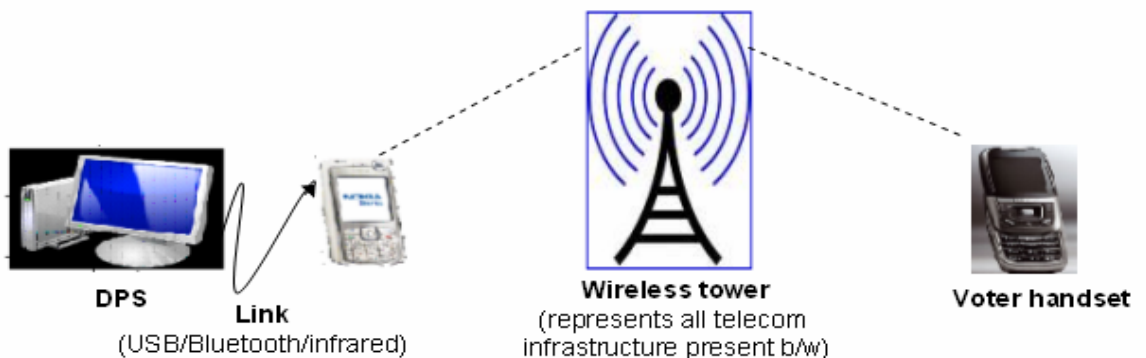 DPS
Link
(USB/Bluetooth/infrared)
Wireless tower
(represents all telecom
infrastructure present b/w)
Voter handset